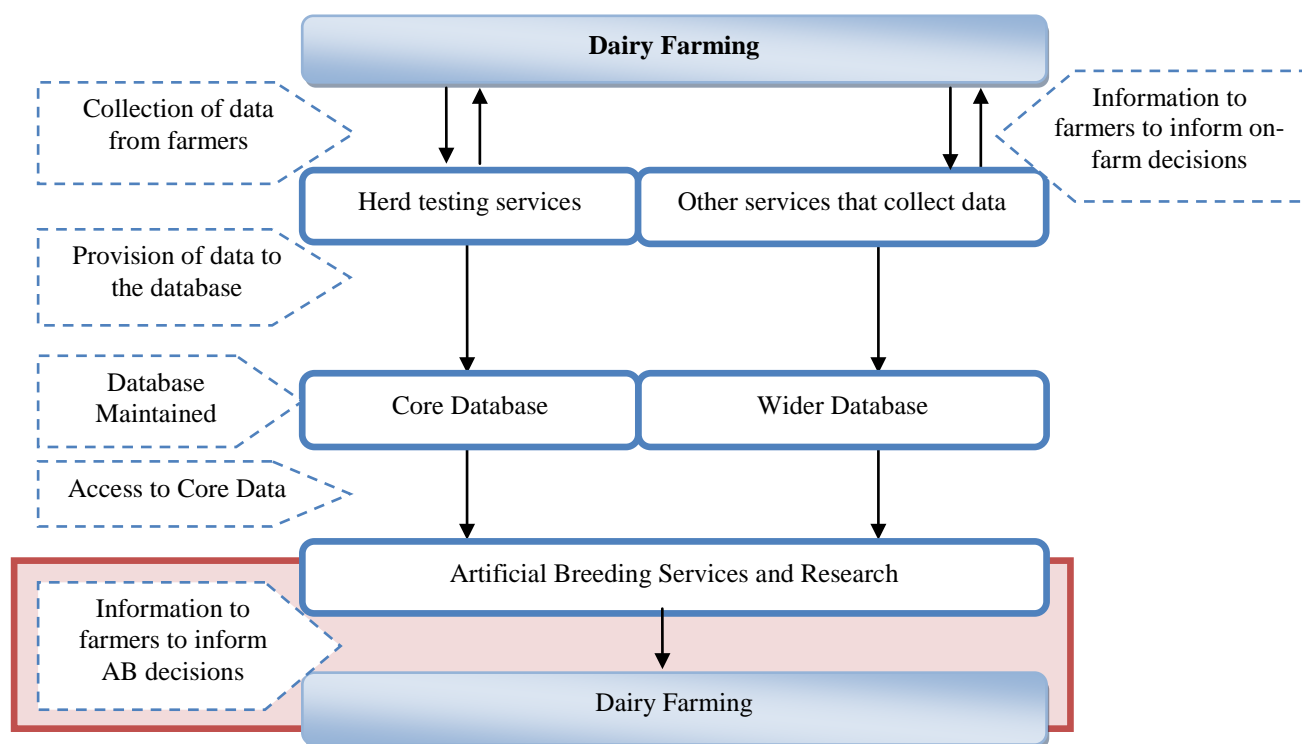 Dairy Farming
Collection of data
from farmers
Information to
farmers to inform on-
farm decisions
Herd testing services
Other services that collect data
Provision of data to
the database
Database
Maintained
Core Database
Wider Database
Access to Core Data
Artificial Breeding Services and Research
Information to
farmers to inform
AB decisions
Dairy Farming